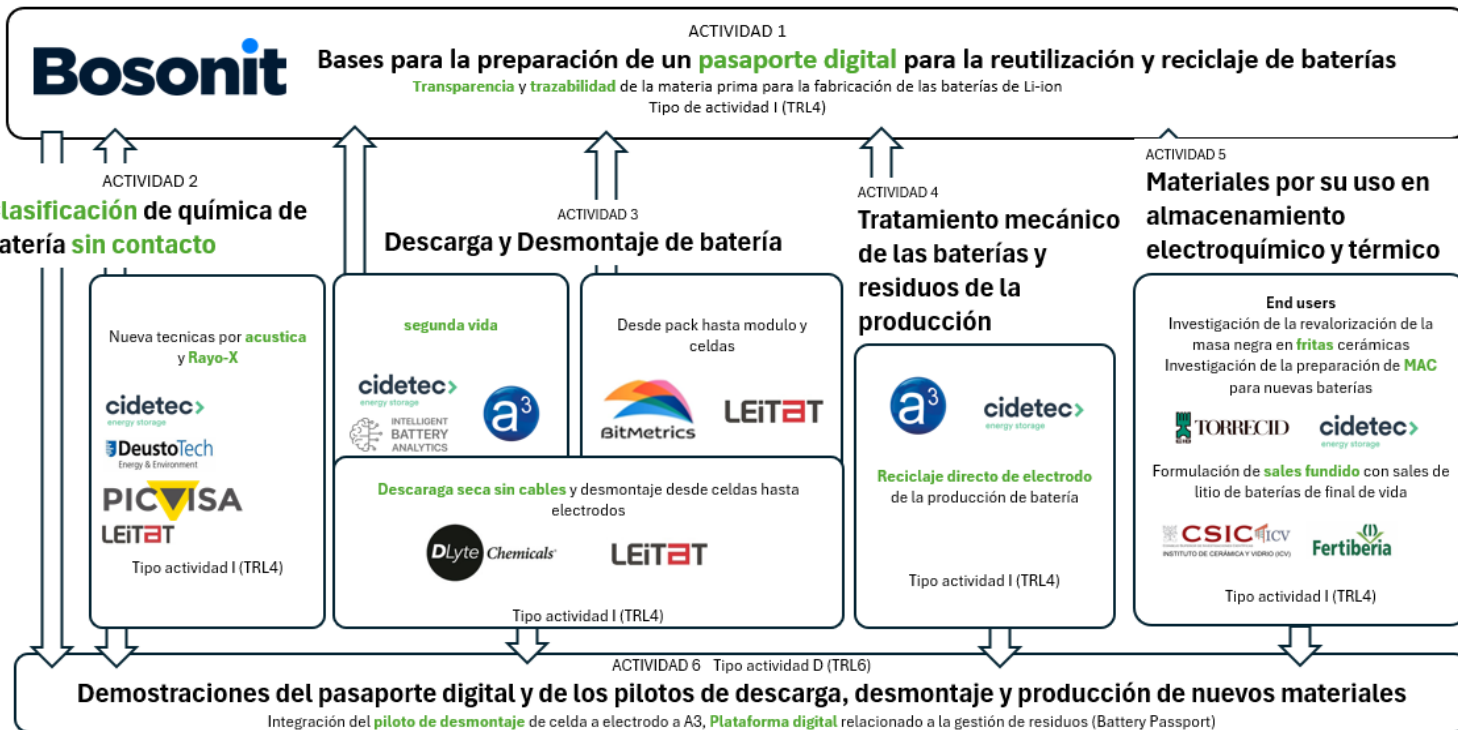 ACTIVIDAD 1
Bosonit
Bases para la preparación de un pasaporte digital para la reutilización y reciclaje de baterías
Transparencia y trazabilidad de la materia prima para la fabricación de las baterías de Li-ion
Tipo de actividad I (TRL4)
ACTIVIDAD 2
lasificación de química de
atería sin contacto
Nueva tecnicas por acustica
y Rayo-X
cidetec>
energy storage
DeustoTech
Energy & Environment
PICVISA
LEITAT
Tipo actividad I (TRL4)
ACTIVIDAD 3
Descarga y Desmontaje de batería
segunda vida
cidetec>
energy storage
a3
INTELLIGENT
BATTERY
ANALYTICS
Desde pack hasta modulo y
celdas
BitMetrics
LEITAT
Descaraga seca sin cables y desmontaje desde celdas hasta
electrodos
DLyte Chemicals
LEITAT
Tipo actividad I (TRL4)
ACTIVIDAD 4
Tratamiento mecánico
de las baterías y
residuos de la
producción
a3
cidetec>
energy storage
Reciclaje directo de electrodo
de la producción de batería
Tipo actividad I (TRL4)
ACTIVIDAD 5
Materiales por su uso en
almacenamiento
electroquímico y térmico
End users
Investigación de la revalorización de la
masa negra en fritas cerámicas
Investigación de la preparación de MAC
para nuevas baterías
TORRECID
cidetec>
energy storage
Formulación de sales fundido con sales de
litio de baterías de final de vida
CSIC ICV
INSTITUTO DE CERÁMICA Y VIDRIO (ICV)
Fertiberia
Tipo actividad I (TRL4)
ACTIVIDAD 6 Tipo actividad D (TRL6)
Demostraciones del pasaporte digital y de los pilotos de descarga, desmontaje y producción de nuevos materiales
Integración del piloto de desmontaje de celda a electrodo a A3, Plataforma digital relacionado a la gestión de residuos (Battery Passport)